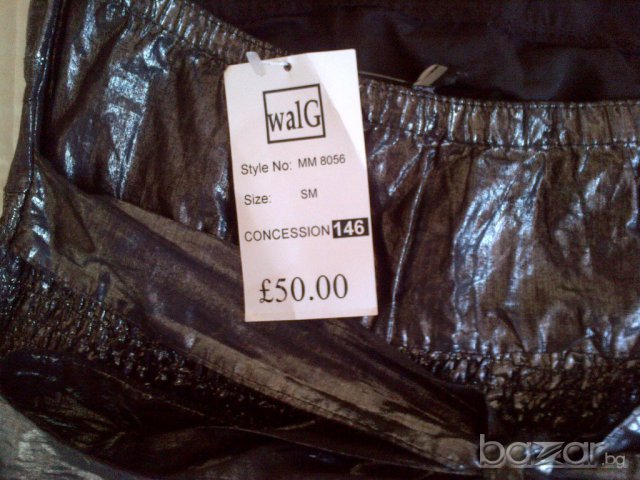 walG
Style No: MM 8056
Size: SM
CONCESSION 146
£50.00
bazar.bg